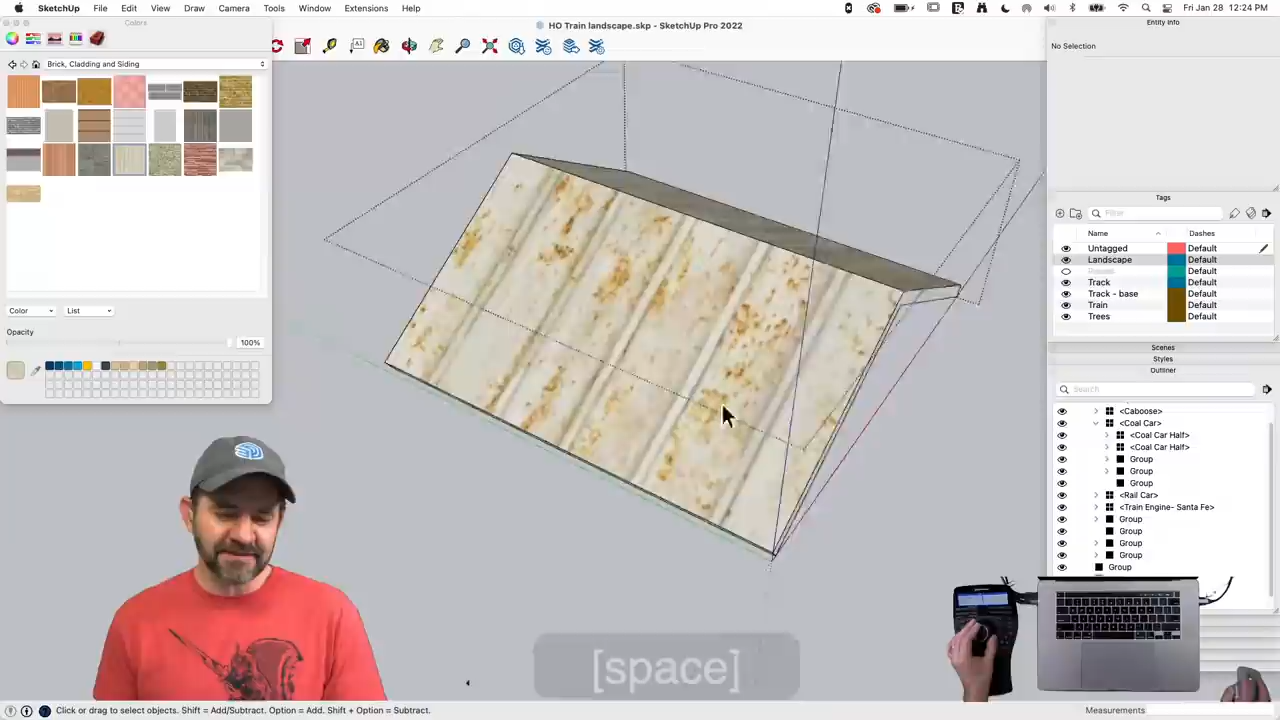 SketchUp File Edit View Draw Camera Tools Window Extensions Help
Fri Jan 28 12:24 PM
Colors
HO Train landscape.skp - SketchUp Pro 2022
Entity Info
Brick, Cladding and Siding
No Selection
Tags
Filter
Name Dashes
Untagged Default
Landscape Default
Default
Track Default
Track - base Default
Train Default
Trees Default
Color List
Opacity
100%
Scenes
Styles
Outliner
Search
<Caboose>
<Coal Car>
<Coal Car Half>
<Coal Car Half>
Group
Group
Group
<Rail Car>
<Train Engine- Santa Fe>
Group
Group
Group
Group
Group
[space]
Click or drag to select objects. Shift = Add/Subtract. Option = Add. Shift + Option = Subtract.
Measurements